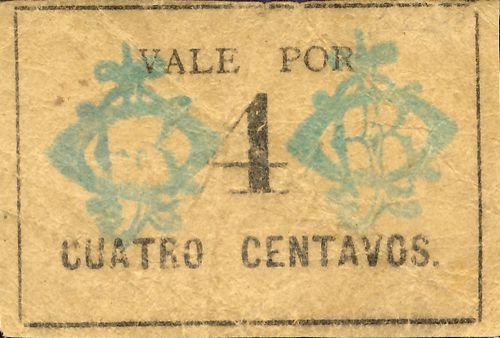 VALE POR
4
CUATRO CENTAVOS.